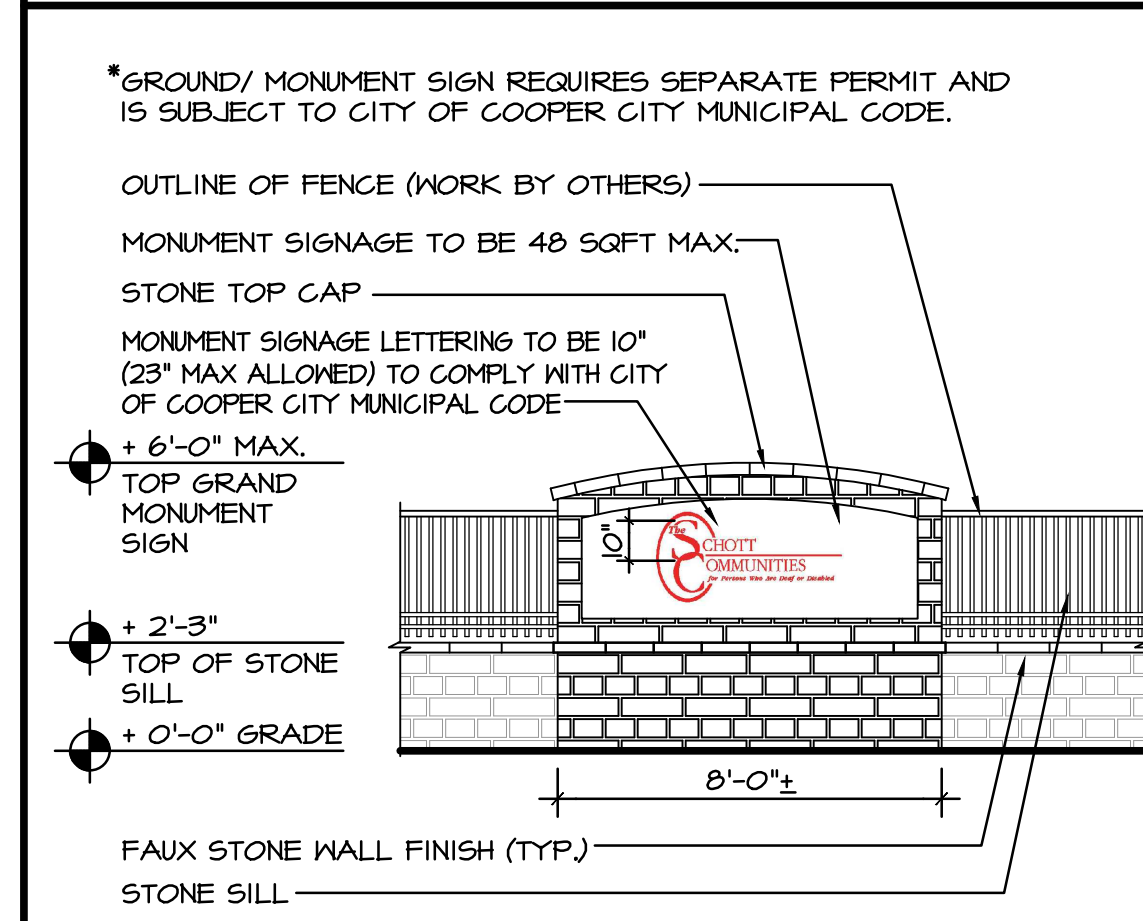 *GROUND/ MONUMENT SIGN REQUIRES SEPARATE PERMIT AND
IS SUBJECT TO CITY OF COOPER CITY MUNICIPAL CODE.
OUTLINE OF FENCE (WORK BY OTHERS)
MONUMENT SIGNAGE TO BE 48 SQFT MAX.
STONE TOP CAP
MONUMENT SIGNAGE LETTERING TO BE 10"
(23" MAX ALLOWED) TO COMPLY WITH CITY
OF COOPER CITY MUNICIPAL CODE
+ 6'-0" MAX.
TOP GRAND
MONUMENT
SIGN
10"
The
SCHOTT
COMMUNITIES
for Persons Who Are Deaf or Disabled
+ 2'-3"
TOP OF STONE
SILL
+ 0'-0" GRADE
8'-0"±
FAUX STONE WALL FINISH (TYP.)
STONE SILL